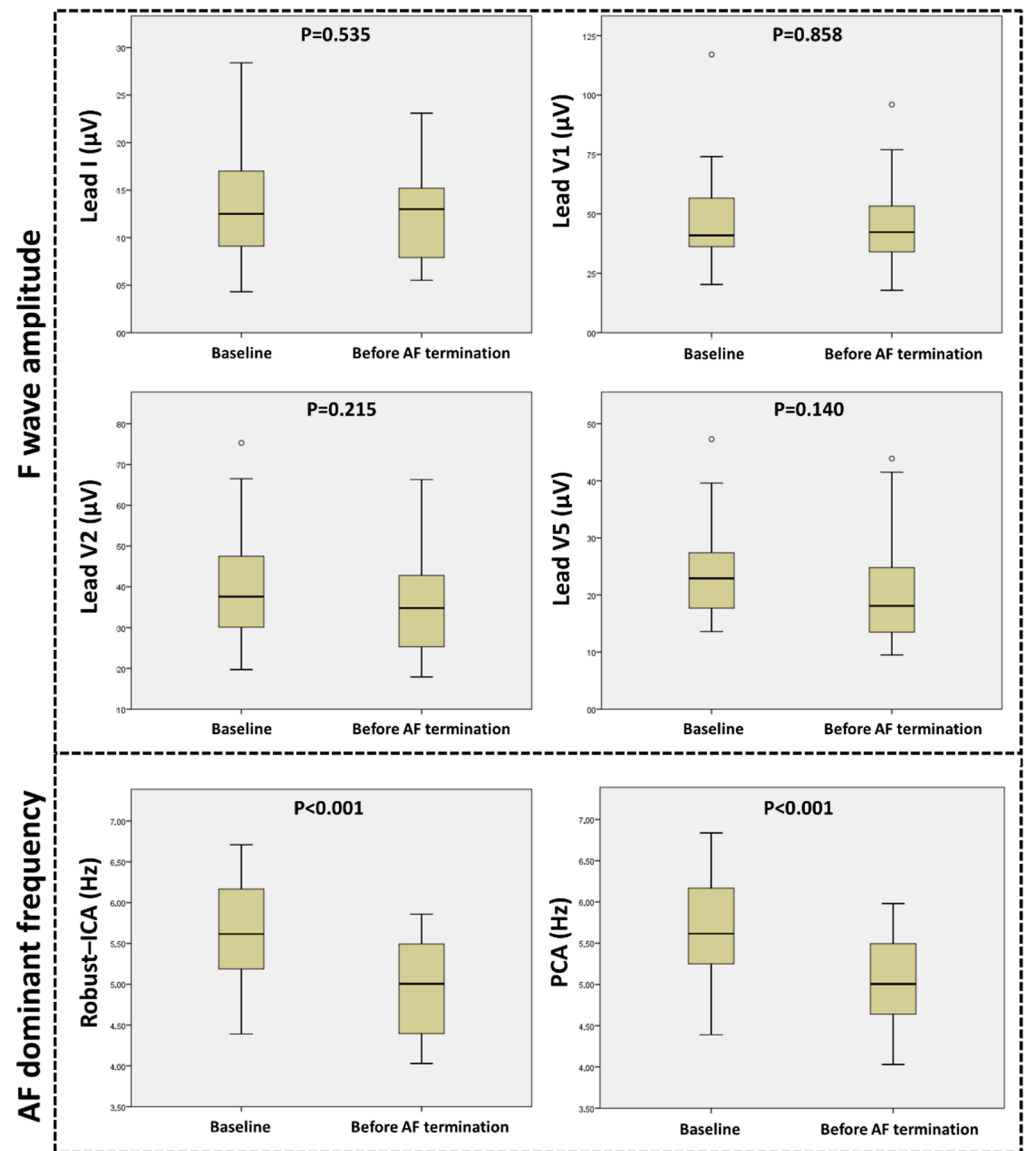 F wave amplitude
P=0.535
Lead I (µV)
30
25
20
15
10
05
00
Baseline
Before AF termination
P=0.858
Lead V1 (µV)
125
100
75
50
25
00
Baseline
Before AF termination
P=0.215
Lead V2 (µV)
80
70
60
50
40
30
20
10
Baseline
Before AF termination
P=0.140
Lead V5 (µV)
50
40
30
20
10
00
Baseline
Before AF termination
AF dominant frequency
P<0.001
Robust–ICA (Hz)
7,00
6,50
6,00
5,50
5,00
4,50
4,00
3,50
Baseline
Before AF termination
P<0.001
PCA (Hz)
7,00
6,50
6,00
5,50
5,00
4,50
4,00
3,50
Baseline
Before AF termination